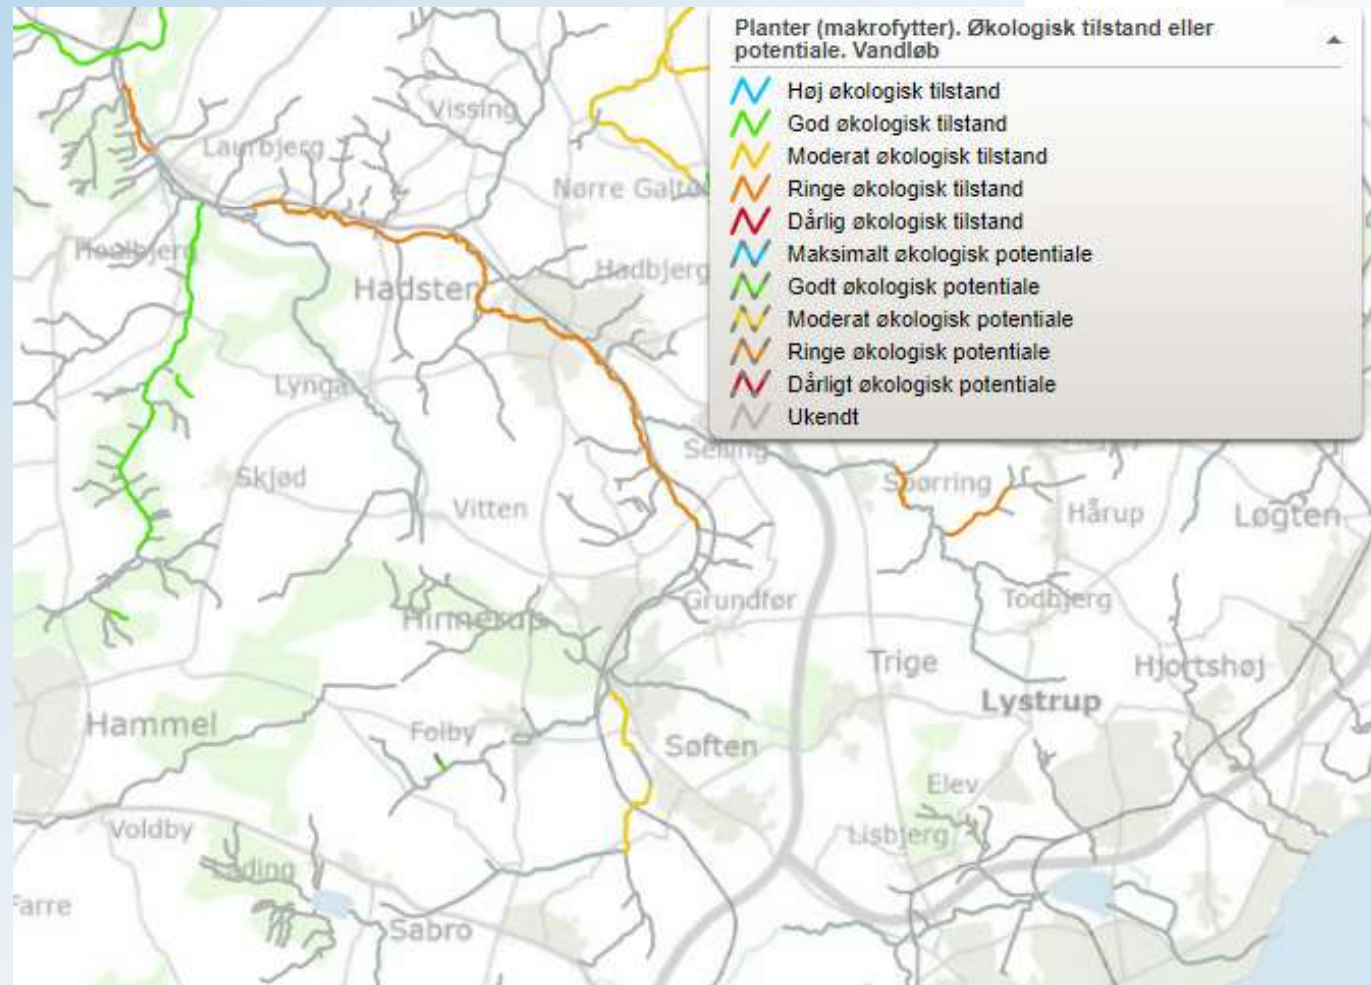 Planter (makrofytter). Økologisk tilstand eller
potentiale. Vandløb
Høj økologisk tilstand
God økologisk tilstand
Moderat økologisk tilstand
Ringe økologisk tilstand
Dårlig økologisk tilstand
Maksimalt økologisk potentiale
Godt økologisk potentiale
Moderat økologisk potentiale
Ringe økologisk potentiale
Dårligt økologisk potentiale
Ukendt
Vissing
Laurbjerg
Nørre
Hadbjerg
Hadsten
Skjød
Vitten
Spørring
Hårup
Løgten
Grundfør
Todbjerg
Hinnerup
Trige
Hjortshøj
Lystrup
Hammel
Folby
Søften
Elev
Voldby
Lisbjerg
Lading
Farre
Sabro